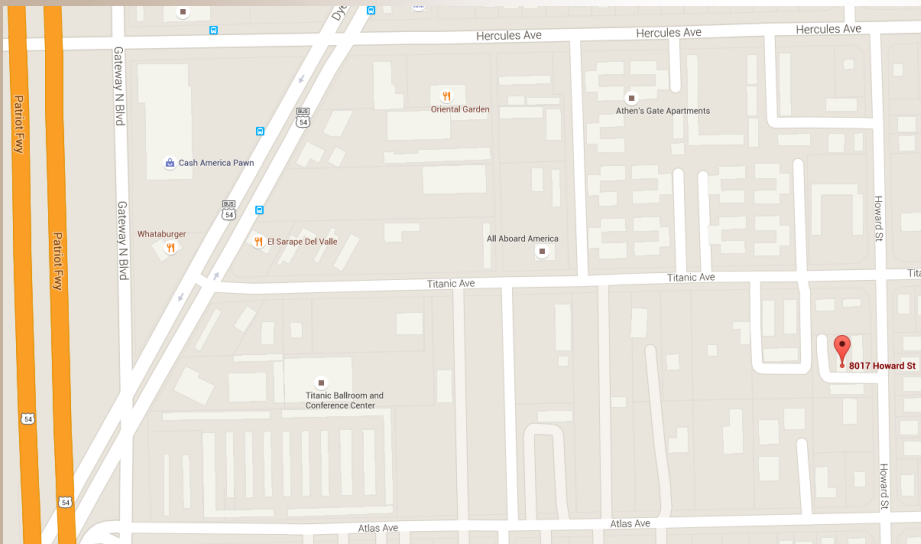 Dye
Hercules Ave
Hercules Ave
Hercules Ave
Gateway N Blvd
Patriot Fwy
Oriental Garden
Athen's Gate Apartments
BUS
54
Cash America Pawn
BUS
54
Howard St
Gateway N Blvd
Patriot Fwy
Whataburger
El Sarape Del Valle
All Aboard America
Titanic Ave
Titanic Ave
Tita
8017 Howard St
Titanic Ballroom and
Conference Center
54
54
Howard St
Atlas Ave
Atlas Ave